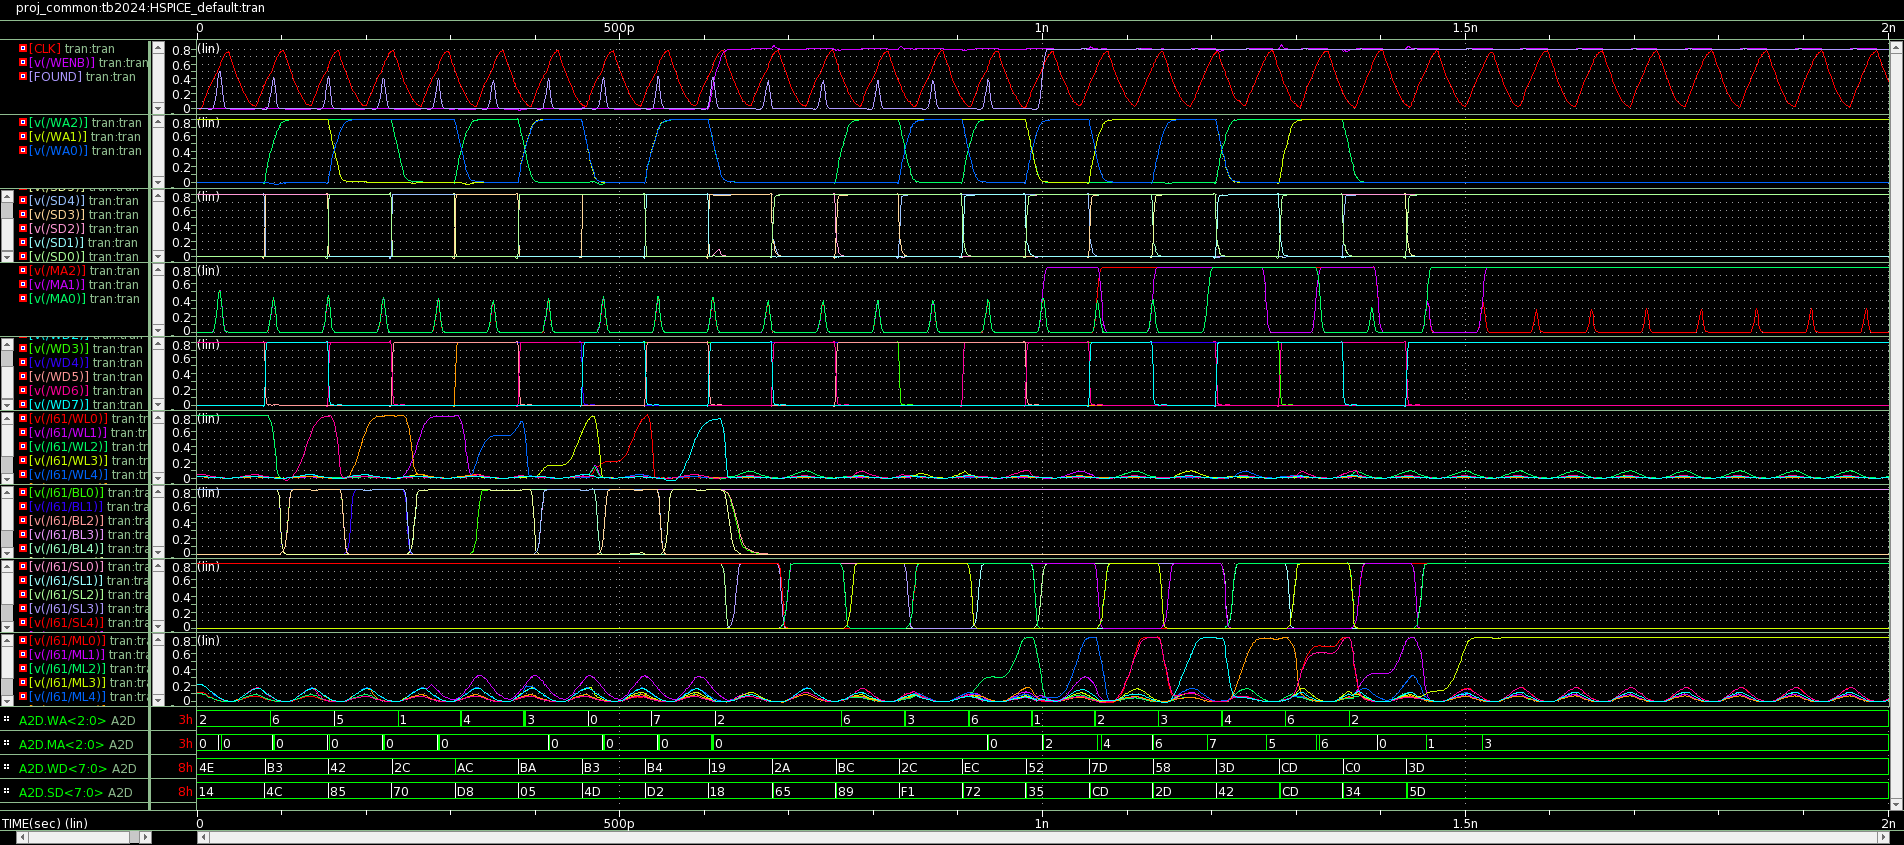 proj_common:tb2024:HSPICE_default:tran
0 500p 1n 1.5n 2n
[CLK] tran:tran
[v(/WENB)] tran:tran
[FOUND] tran:tran
0.8 (lin)
0.6
0.4
0.2
0
[v(/WA2)] tran:tran
[v(/WA1)] tran:tran
[v(/WA0)] tran:tran
0.8 (lin)
0.6
0.4
0.2
0
[v(/SD4)] tran:tran
[v(/SD3)] tran:tran
[v(/SD2)] tran:tran
[v(/SD1)] tran:tran
[v(/SD0)] tran:tran
0.8 (lin)
0.6
0.4
0.2
0
[v(/MA2)] tran:tran
[v(/MA1)] tran:tran
[v(/MA0)] tran:tran
0.8 (lin)
0.6
0.4
0.2
0
[v(/WD3)] tran:tran
[v(/WD4)] tran:tran
[v(/WD5)] tran:tran
[v(/WD6)] tran:tran
[v(/WD7)] tran:tran
0.8 (lin)
0.6
0.4
0.2
0
[v(/I61/WL0)] tran:tr
[v(/I61/WL1)] tran:tr
[v(/I61/WL2)] tran:tr
[v(/I61/WL3)] tran:tr
[v(/I61/WL4)] tran:tr
0.8 (lin)
0.6
0.4
0.2
0
[v(/I61/BL0)] tran:tra
[v(/I61/BL1)] tran:tra
[v(/I61/BL2)] tran:tra
[v(/I61/BL3)] tran:tra
[v(/I61/BL4)] tran:tra
0.8 (lin)
0.6
0.4
0.2
0
[v(/I61/SL0)] tran:tra
[v(/I61/SL1)] tran:tra
[v(/I61/SL2)] tran:tra
[v(/I61/SL3)] tran:tra
[v(/I61/SL4)] tran:tra
0.8 (lin)
0.6
0.4
0.2
0
[v(/I61/ML0)] tran:tr
[v(/I61/ML1)] tran:tr
[v(/I61/ML2)] tran:tr
[v(/I61/ML3)] tran:tr
[v(/I61/ML4)] tran:tr
0.8 (lin)
0.6
0.4
0.2
0
A2D.WA<2:0> A2D 3h 2 6 5 1 4 3 0 7 2 6 3 6 1 2 3 4 6 2
A2D.MA<2:0> A2D 3h 0 0 0 0 0 0 0 0 0 0 0 2 4 6 7 5 6 0 1 3
A2D.WD<7:0> A2D 8h 4E B3 42 2C AC BA B3 B4 19 2A BC 2C EC 52 7D 58 3D CD C0 3D
A2D.SD<7:0> A2D 8h 14 4C 85 70 D8 05 4D D2 18 65 89 F1 72 35 CD 2D 42 CD 34 5D
TIME(sec) (lin) 0 500p 1n 1.5n 2n